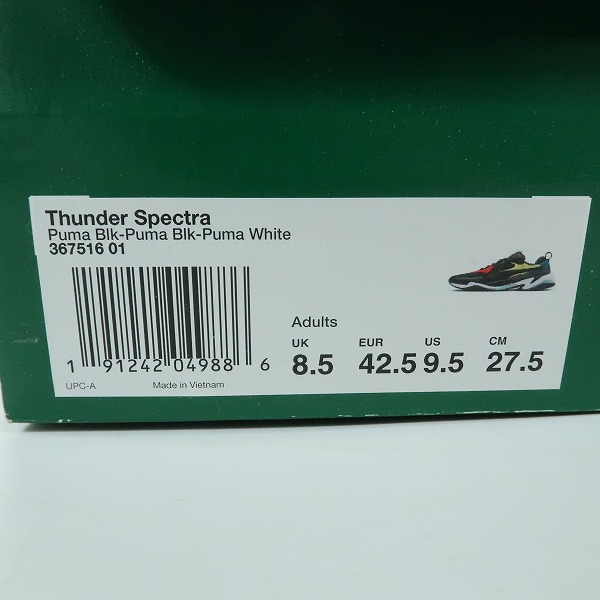 Thunder Spectra
Puma Blk-Puma Blk-Puma White
367516 01
1 91242 04988 6
UPC-A Made in Vietnam
Adults
UK EUR US CM
8.5 42.5 9.5 27.5